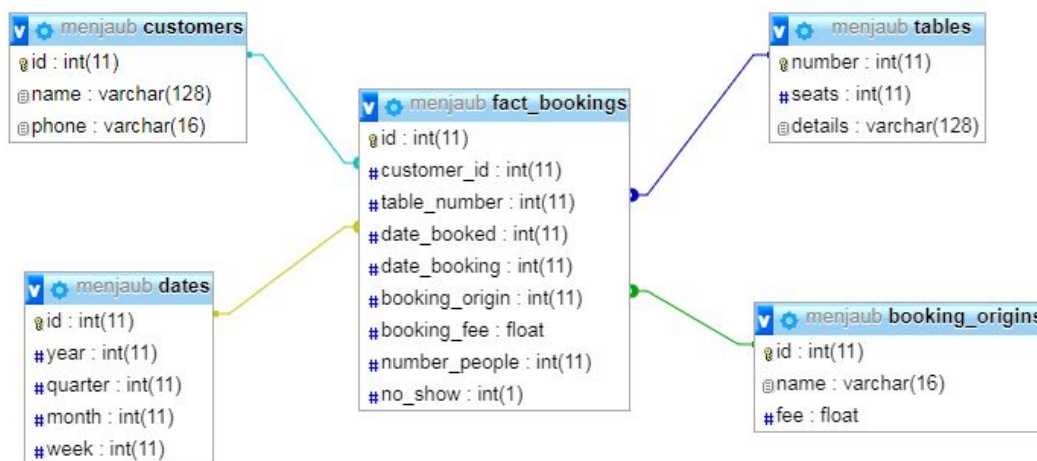 menjaub customers
id : int(11)
name : varchar(128)
phone : varchar(16)
menjaub tables
number : int(11)
seats : int(11)
details : varchar(128)
menjaub fact_bookings
id : int(11)
#customer_id : int(11)
#table_number : int(11)
#date_booked : int(11)
#date_booking : int(11)
#booking_origin : int(11)
#booking_fee : float
#number_people : int(11)
#no_show : int(1)
menjaub dates
id : int(11)
#year : int(11)
#quarter : int(11)
#month : int(11)
#week : int(11)
menjaub booking_origins
id : int(11)
name : varchar(16)
#fee : float